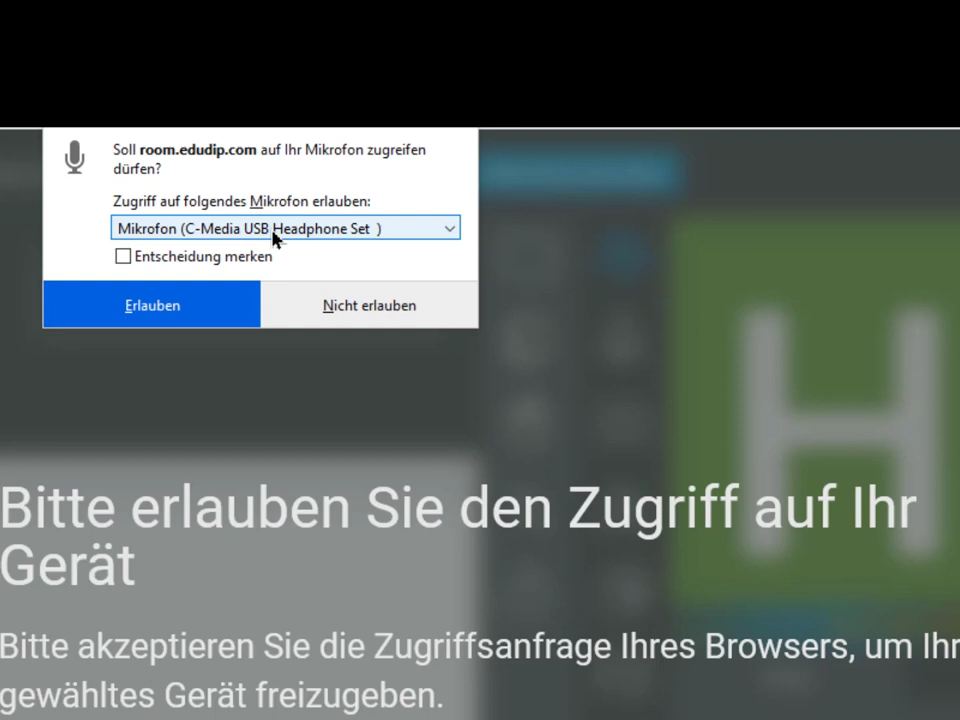 Soll room.edudip.com auf Ihr Mikrofon zugreifen
dürfen?
Zugriff auf folgendes Mikrofon erlauben:
Mikrofon (C-Media USB Headphone Set  )
Entscheidung merken
Erlauben
Nicht erlauben
H
Bitte erlauben Sie den Zugriff auf Ihr
Gerät
Bitte akzeptieren Sie die Zugriffsanfrage Ihres Browsers, um Ihr
gewähltes Gerät freizugeben.